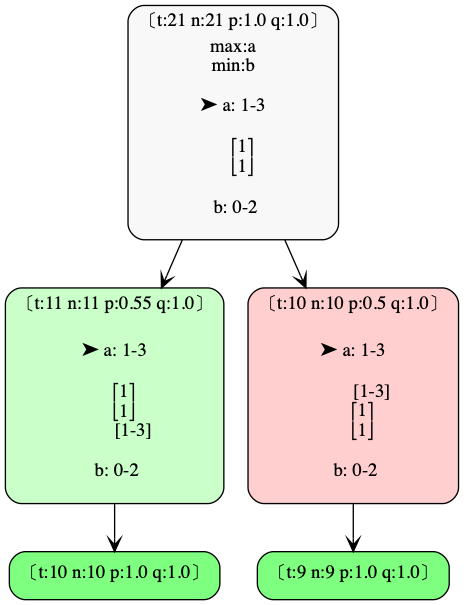 〔t:21 n:21 p:1.0 q:1.0〕
max:a
min:b
➤ a: 1-3
⎡1⎤
⎣1⎦
b: 0-2
〔t:11 n:11 p:0.55 q:1.0〕
➤ a: 1-3
⎡1⎤
⎣1⎦
[1-3]
b: 0-2
〔t:10 n:10 p:0.5 q:1.0〕
➤ a: 1-3
[1-3]
⎡1⎤
⎣1⎦
b: 0-2
〔t:10 n:10 p:1.0 q:1.0〕
〔t:9 n:9 p:1.0 q:1.0〕